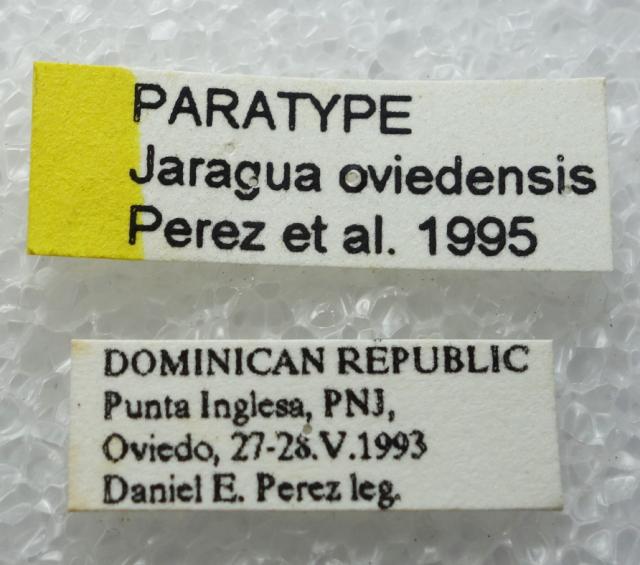 PARATYPE
Jaragua oviedensis
Perez et al. 1995
DOMINICAN REPUBLIC
Punta Inglesa, PNJ,
Oviedo, 27-28.V.1993
Daniel E. Perez leg.